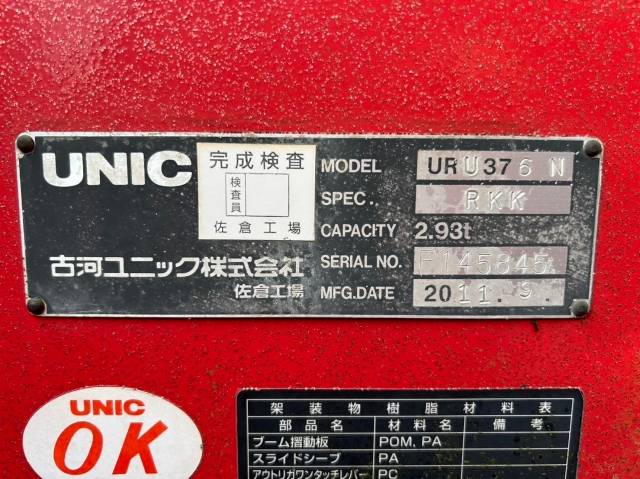 UNIC
完成検査
検査員
佐倉工場
古河ユニック株式会社
佐倉工場
MODEL URU376N
SPEC. RKK
CAPACITY 2.93t
SERIAL NO. F145845
MFG.DATE 2011.9.
UNIC
OK
架装物樹脂材料表
部品名 材料名 備考
ブーム摺動板 POM, PA
スライドシーブ PA
アウトリガワンタッチレバー PC